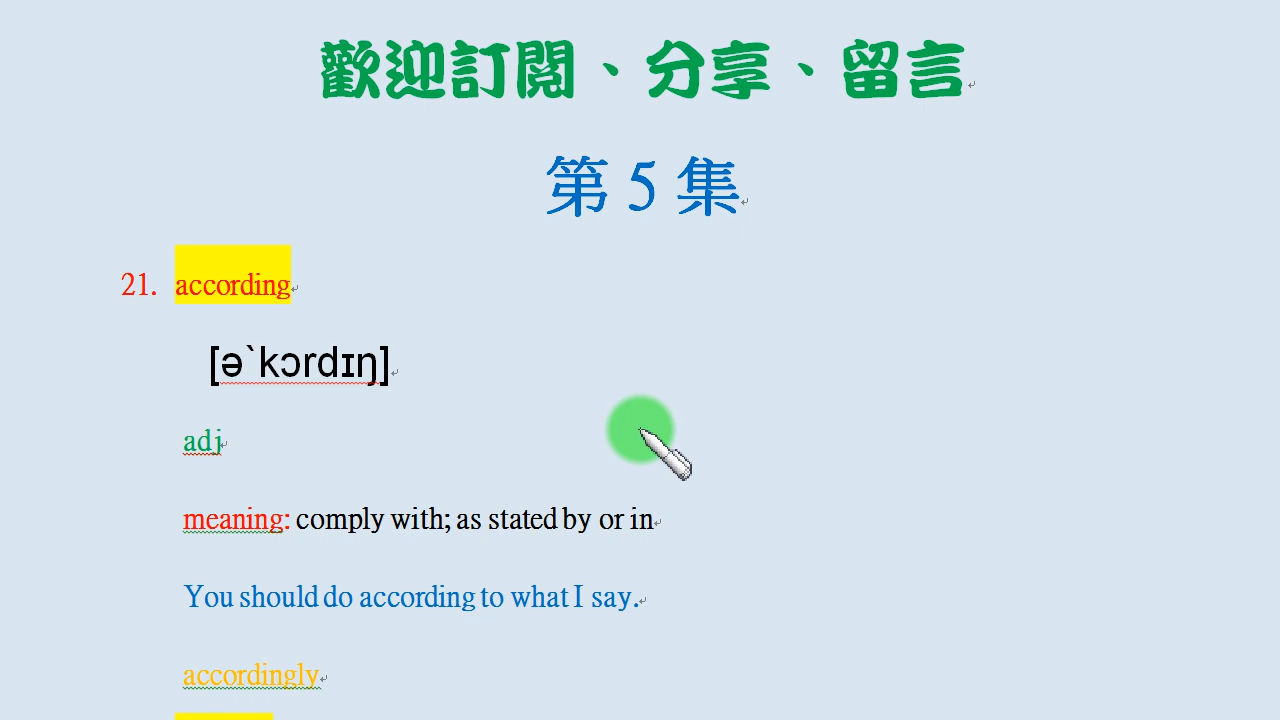 歡迎訂閱、分享、留言
第 5 集
21. according
[ə`kɔrdɪŋ]
adj
meaning: comply with; as stated by or in
You should do according to what I say.
accordingly